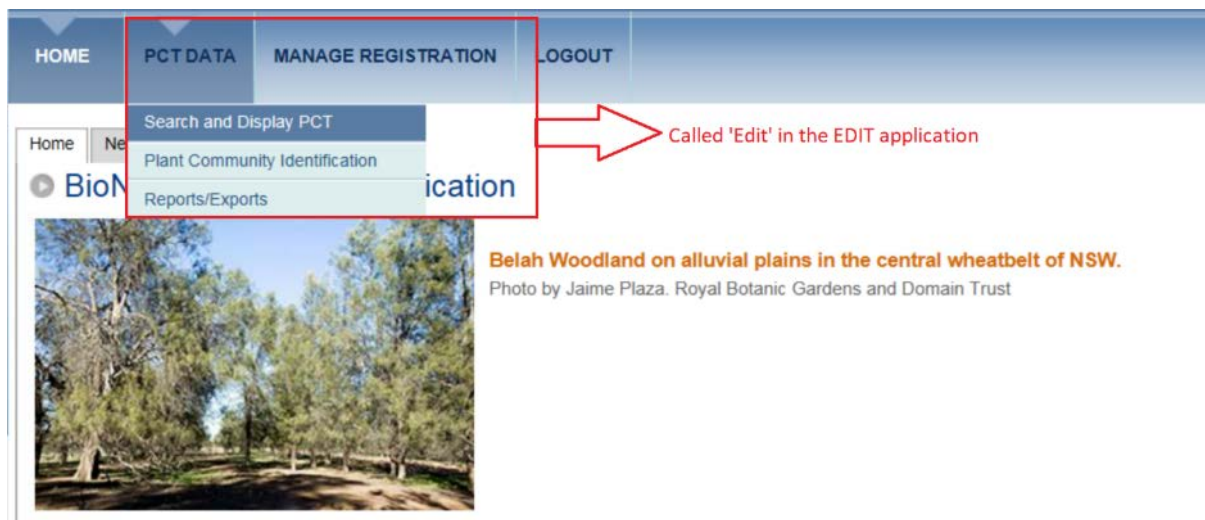 HOME PCT DATA MANAGE REGISTRATION LOGOUT
Search and Display PCT
Called 'Edit' in the EDIT application
Home Ne
Plant Community Identification
BioN ication
Reports/Exports
Belah Woodland on alluvial plains in the central wheatbelt of NSW.
Photo by Jaime Plaza. Royal Botanic Gardens and Domain Trust